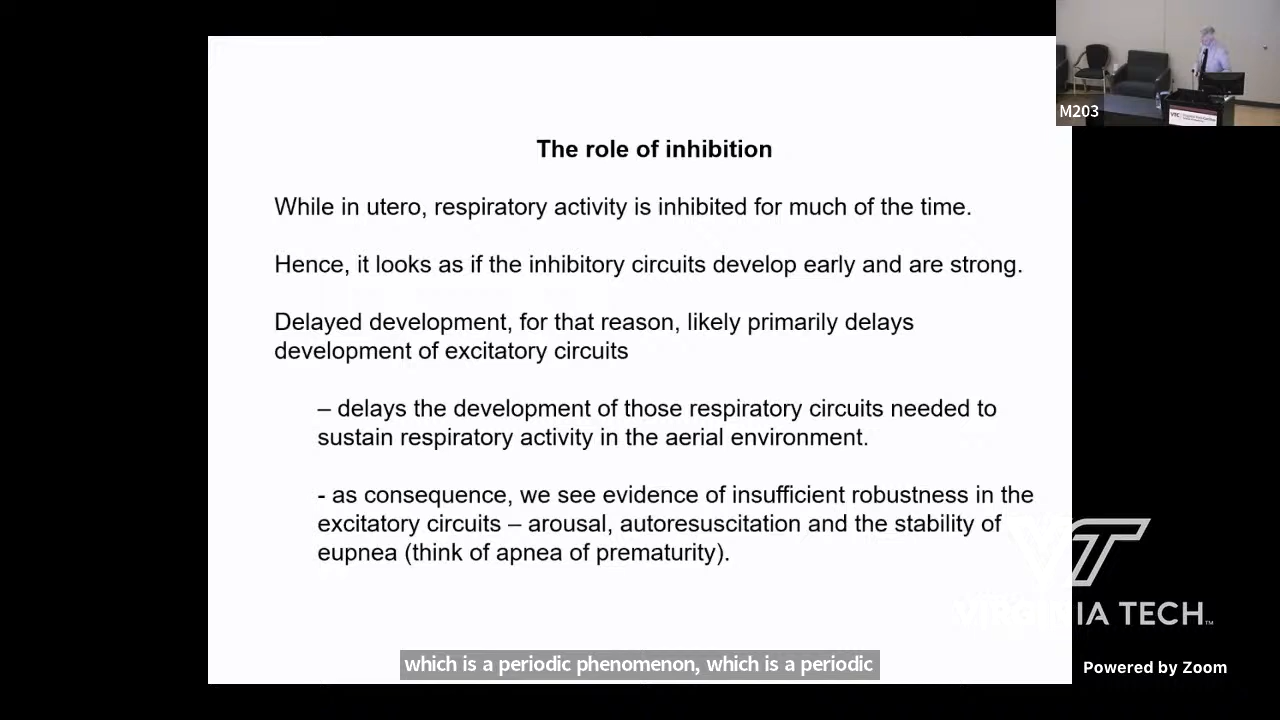 The role of inhibition
While in utero, respiratory activity is inhibited for much of the time.
Hence, it looks as if the inhibitory circuits develop early and are strong.
Delayed development, for that reason, likely primarily delays
development of excitatory circuits
– delays the development of those respiratory circuits needed to
sustain respiratory activity in the aerial environment.
- as consequence, we see evidence of insufficient robustness in the
excitatory circuits – arousal, autoresuscitation and the stability of
eupnea (think of apnea of prematurity).
which is a periodic phenomenon, which is a periodic
M203
VTC
VT
VIRGINIA TECH™
Powered by Zoom